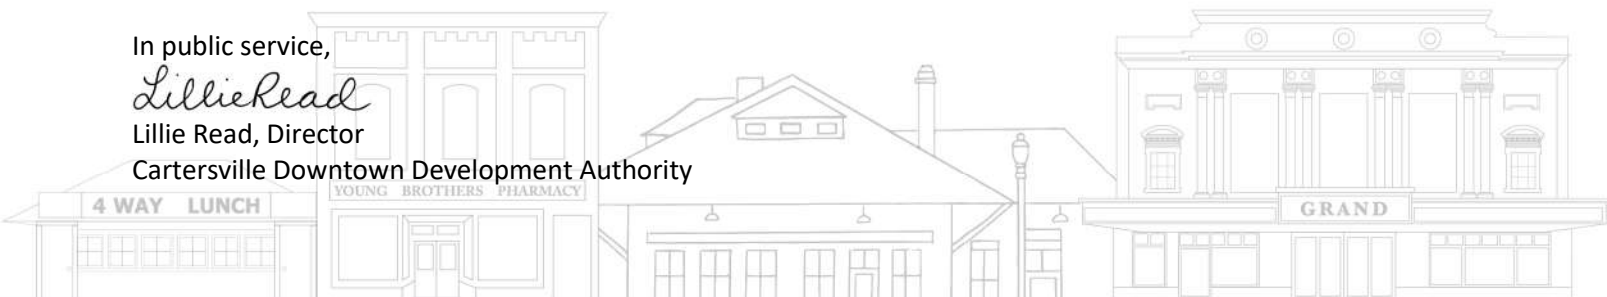 In public service,
LillieRead
Lillie Read, Director
Cartersville Downtown Development Authority
YOUNG BROTHERS PHARMACY
4 WAY LUNCH
GRAND